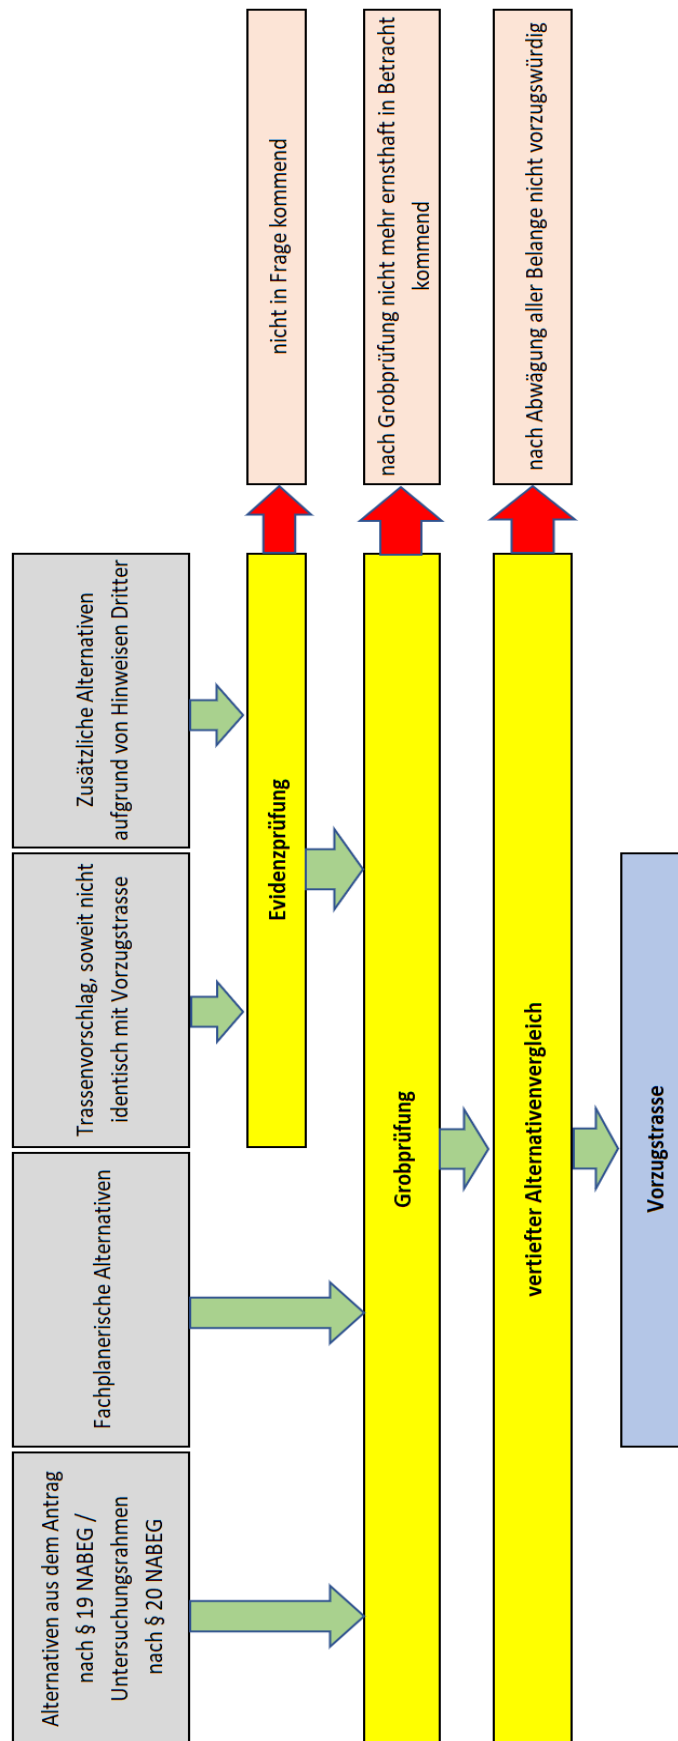 Alternativen aus dem Antrag
nach § 19 NABEG /
Untersuchungsrahmen
nach § 20 NABEG
Fachplanerische Alternativen
Trassenvorschlag, soweit nicht
identisch mit Vorzugstrasse
Zusätzliche Alternativen
aufgrund von Hinweisen Dritter
Evidenzprüfung
nicht in Frage kommend
Grobprüfung
nach Grobprüfung nicht mehr ernsthaft in Betracht
kommend
vertiefter Alternativenvergleich
nach Abwägung aller Belange nicht vorzugswürdig
Vorzugstrasse